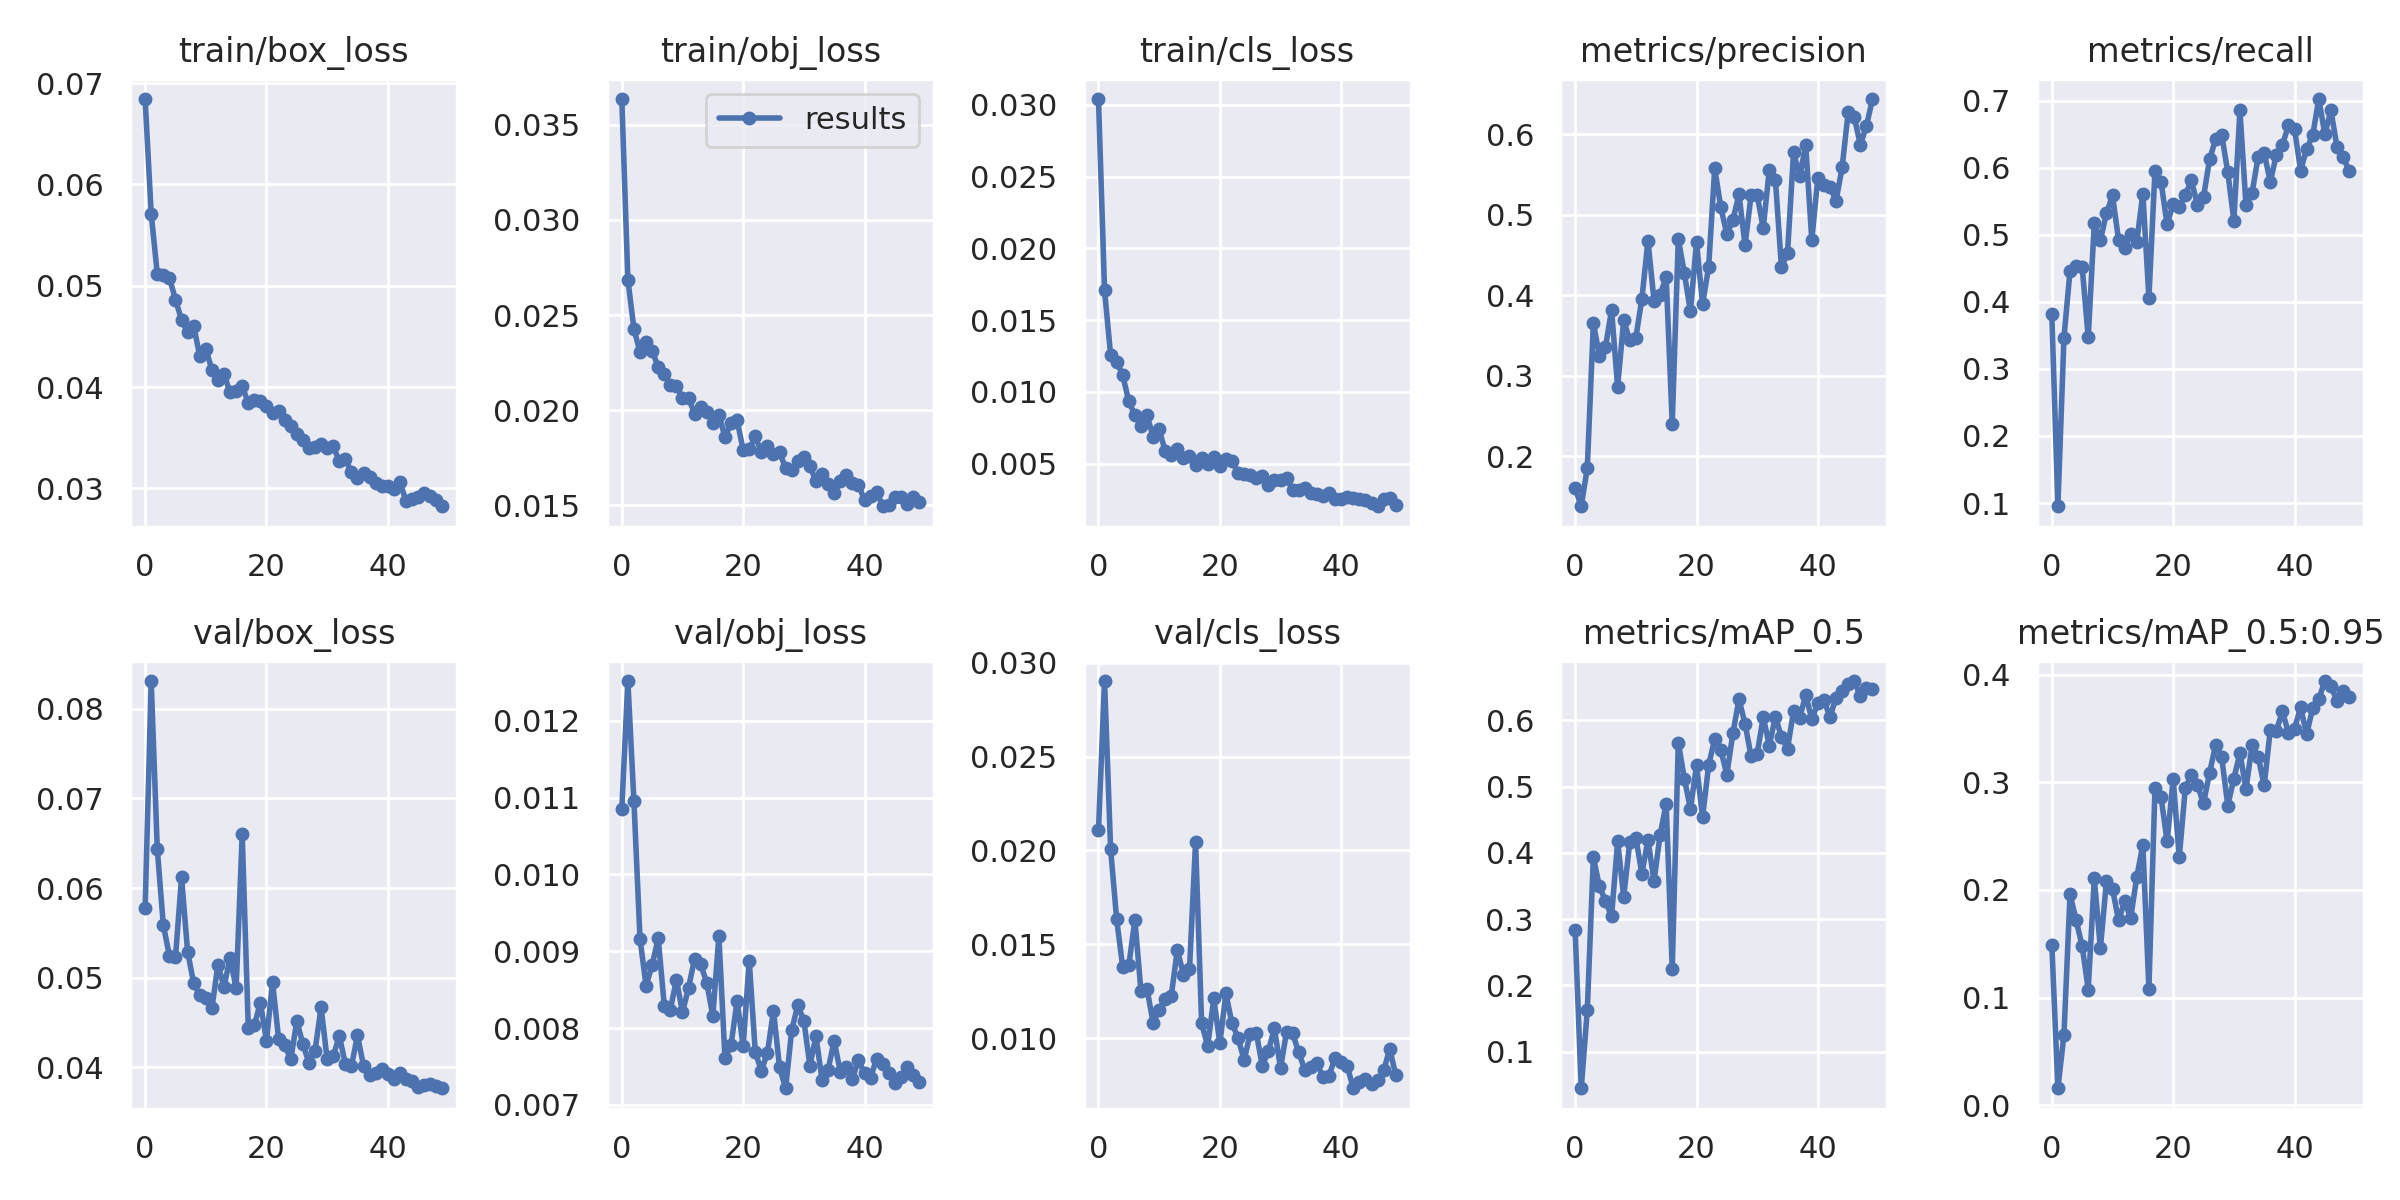 train/box_loss
0.07
0.06
0.05
0.04
0.03
0 20 40
train/obj_loss
results
0.035
0.030
0.025
0.020
0.015
0 20 40
train/cls_loss
0.030
0.025
0.020
0.015
0.010
0.005
0 20 40
metrics/precision
0.6
0.5
0.4
0.3
0.2
0 20 40
metrics/recall
0.7
0.6
0.5
0.4
0.3
0.2
0.1
0 20 40
val/box_loss
0.08
0.07
0.06
0.05
0.04
0 20 40
val/obj_loss
0.012
0.011
0.010
0.009
0.008
0.007
0 20 40
val/cls_loss
0.030
0.025
0.020
0.015
0.010
0 20 40
metrics/mAP_0.5
0.6
0.5
0.4
0.3
0.2
0.1
0 20 40
metrics/mAP_0.5:0.95
0.4
0.3
0.2
0.1
0.0
0 20 40